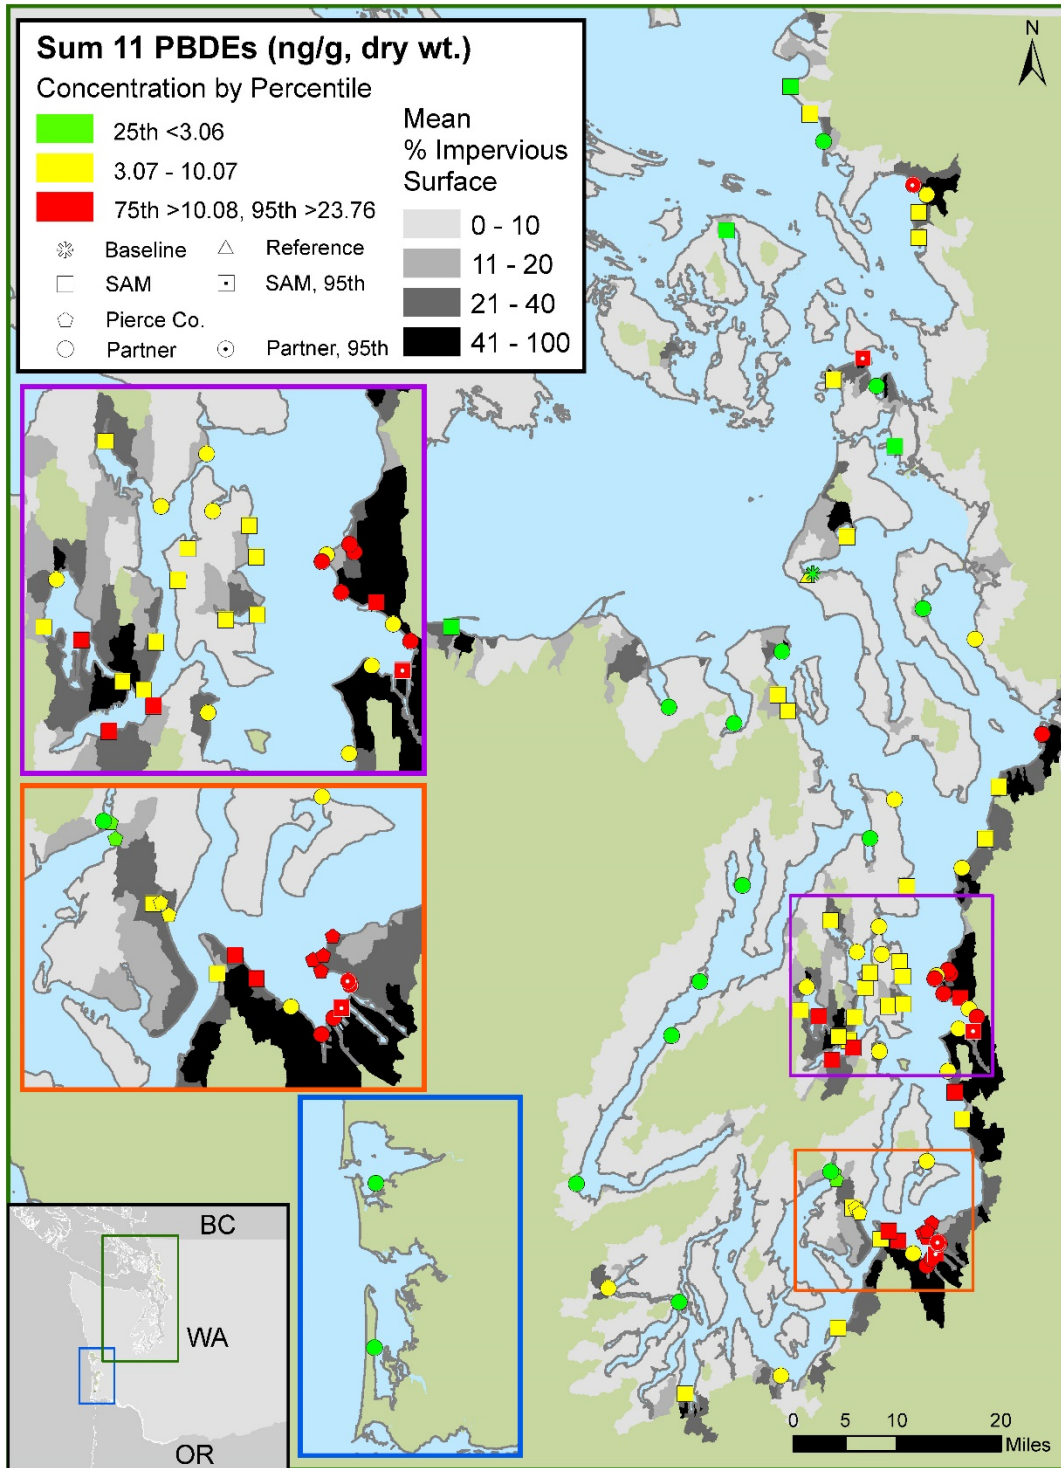 Sum 11 PBDEs (ng/g, dry wt.)
Concentration by Percentile
25th <3.06
3.07 - 10.07
75th >10.08, 95th >23.76
Baseline
Reference
SAM
SAM, 95th
Pierce Co.
Partner
Partner, 95th
Mean
% Impervious
Surface
0 - 10
11 - 20
21 - 40
41 - 100
N
BC
WA
OR
0 5 10 20
Miles